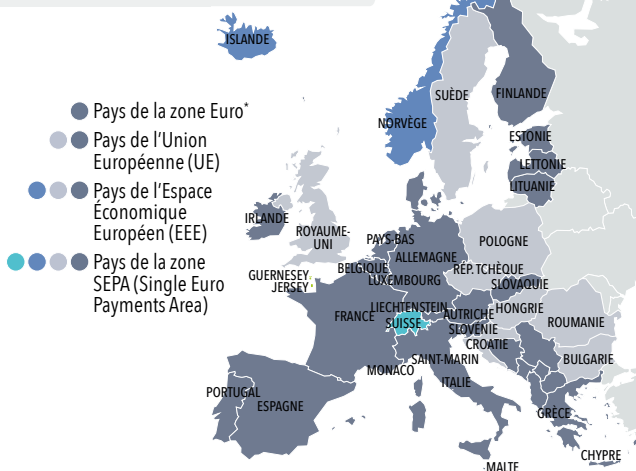 ISLANDE
Pays de la zone Euro*
Pays de l'Union
Européenne (UE)
Pays de l'Espace
Économique
Européen (EEE)
Pays de la zone
SEPA (Single Euro
Payments Area)
SUÈDE
FINLANDE
NORVÈGE
ESTONIE
LETTONIE
LITUANIE
IRLANDE
ROYAUME-
UNI
PAYS-BAS
POLOGNE
ALLEMAGNE
BELGIQUE
RÉP. TCHÈQUE
GUERNESEY
LUXEMBOURG
SLOVAQUIE
JERSEY
LIECHTENSTEIN
HONGRIE
FRANCE
AUTRICHE
SUISSE
ROUMANIE
SLOVÉNIE
CROATIE
SAINT-MARIN
BULGARIE
MONACO
ITALIE
PORTUGAL
ESPAGNE
GRÈCE
CHYPRE
MALTE